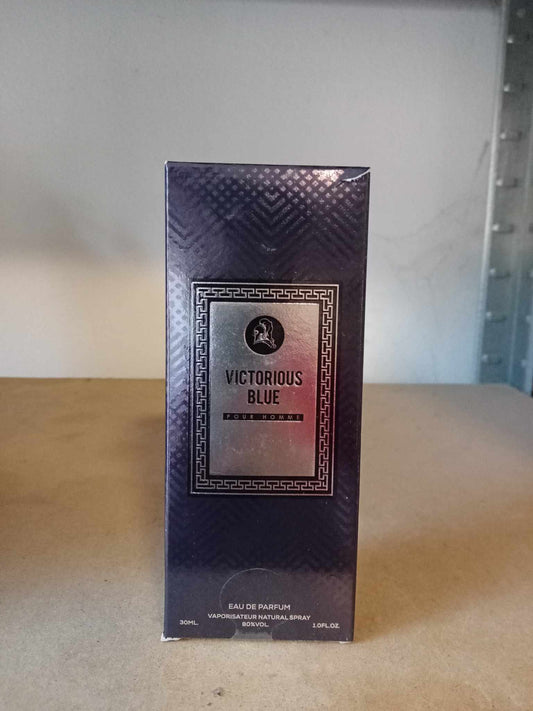 VICTORIOUS
BLUE
POUR HOMME
EAU DE PARFUM
VAPORISATEUR NATURAL SPRAY
30ML. 80%VOL. 1.0FL.OZ.